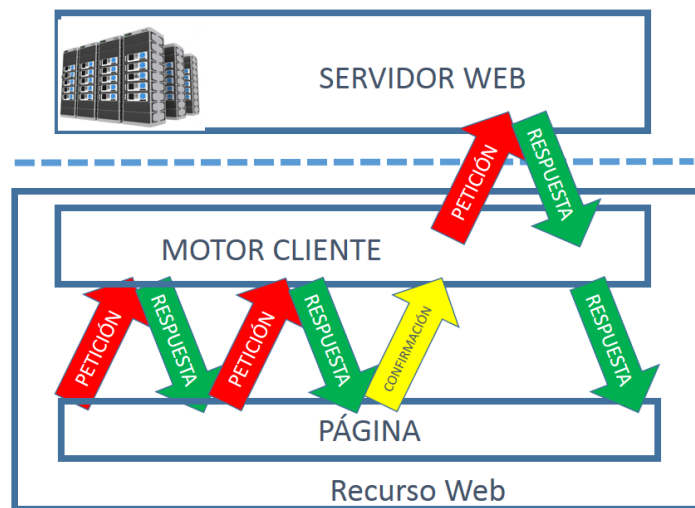 SERVIDOR WEB
PETICIÓN
RESPUESTA
MOTOR CLIENTE
PETICIÓN
RESPUESTA
PETICIÓN
RESPUESTA
CONFIRMACIÓN
RESPUESTA
PÁGINA
Recurso Web